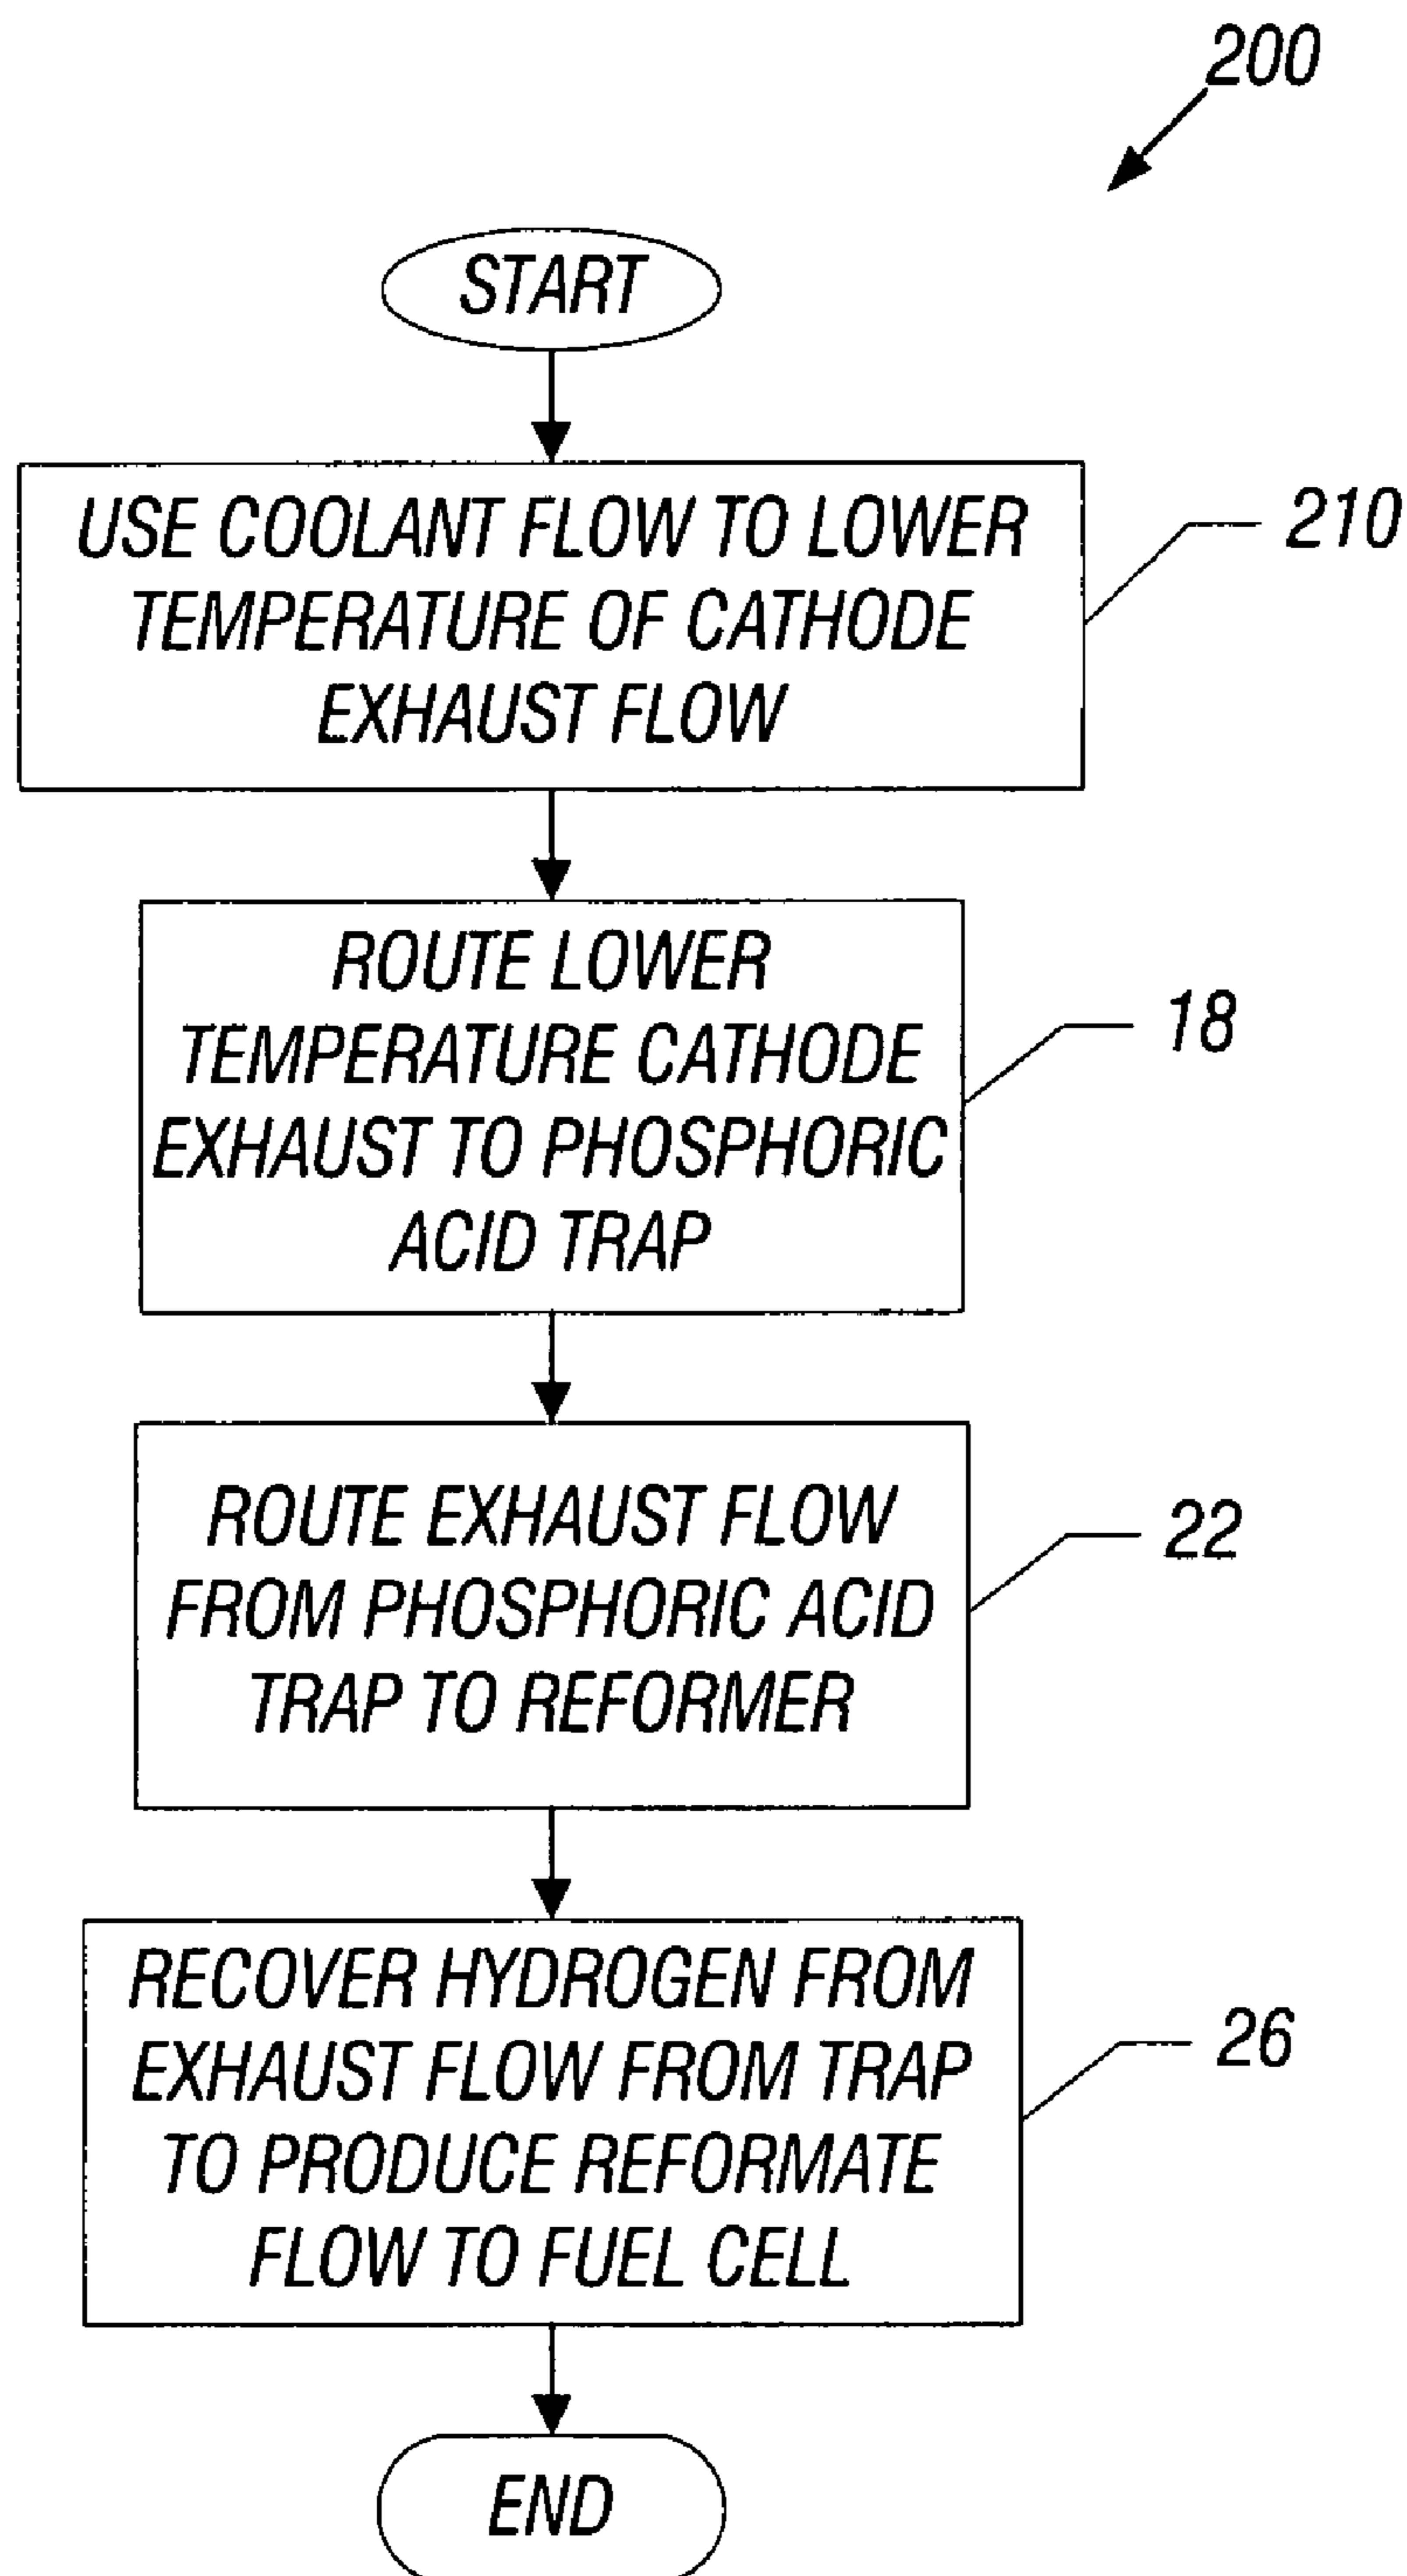 200
START
USE COOLANT FLOW TO LOWER
TEMPERATURE OF CATHODE
EXHAUST FLOW
210
ROUTE LOWER
TEMPERATURE CATHODE
EXHAUST TO PHOSPHORIC
ACID TRAP
18
ROUTE EXHAUST FLOW
FROM PHOSPHORIC ACID
TRAP TO REFORMER
22
RECOVER HYDROGEN FROM
EXHAUST FLOW FROM TRAP
TO PRODUCE REFORMATE
FLOW TO FUEL CELL
26
END